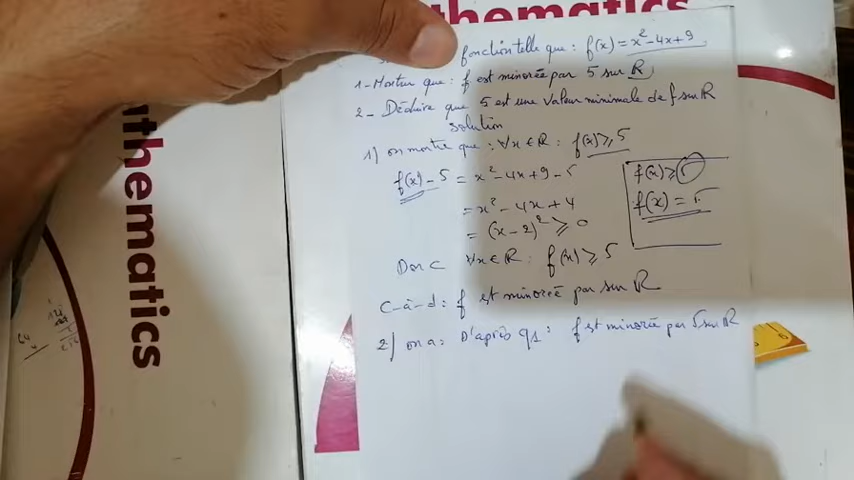 mathematics
fonction telle que : f(x) = x² - 4x + 9
1 - Montrer que : f est minorée par 5 sur ℝ
2 - Déduire que 5 est une valeur minimale de f sur ℝ
solution
1) on montre que : ∀x ∈ ℝ : f(x) ≥ 5
f(x) - 5 = x² - 4x + 9 - 5
= x² - 4x + 4
= (x - 2)² ≥ 0
f(x) ≥ 5
f(x) = 5
Donc ∀x ∈ ℝ : f(x) ≥ 5
c-à-d : f est minorée par sur ℝ
2) on a : D'après q1 : f est minorée par 5 sur ℝ
thematics